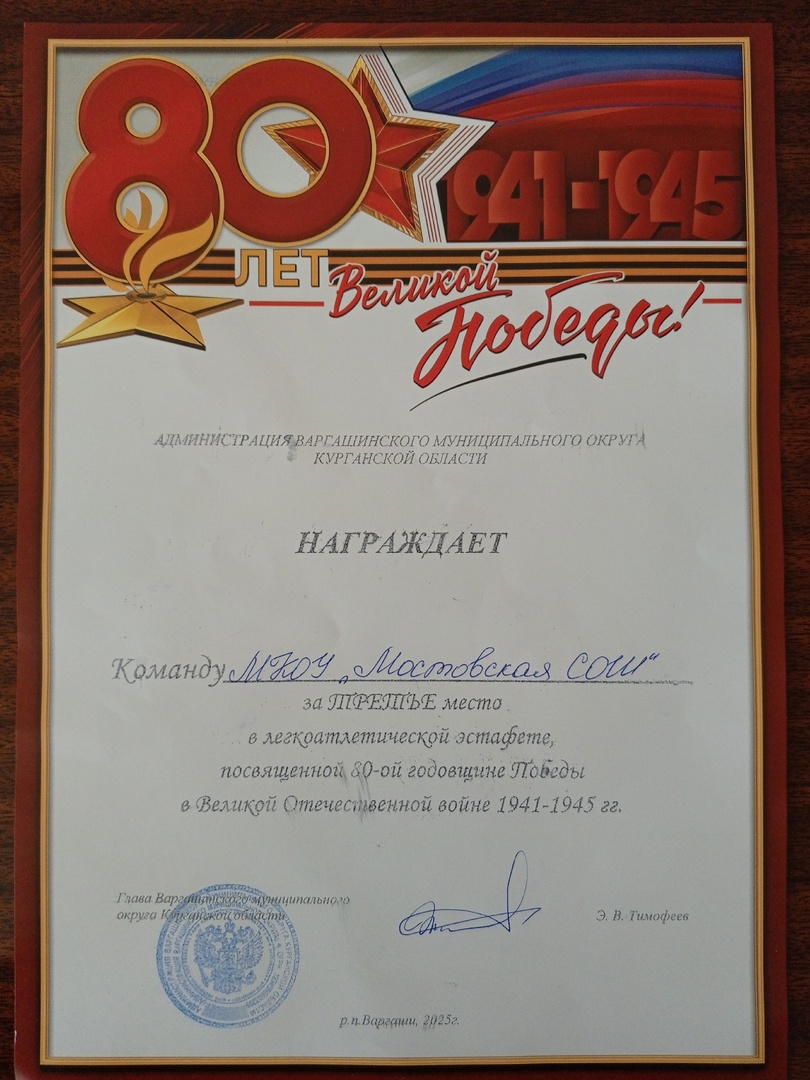 80
1941-1945
ЛЕТ
Великой
Победы!
АДМИНИСТРАЦИЯ ВАРГАШИНСКОГО МУНИЦИПАЛЬНОГО ОКРУГА
КУРГАНСКОЙ ОБЛАСТИ
НАГРАЖДАЕТ
Команду МКОУ „Мостовская СОШ"
за ТРЕТЬЕ место
в легкоатлетической эстафете,
посвященной 80-ой годовщине Победы
в Великой Отечественной войне 1941-1945 гг.
Глава Варгашинского муниципального
округа Курганской области
Э. В. Тимофеев
р.п.Варгаши, 2025г.